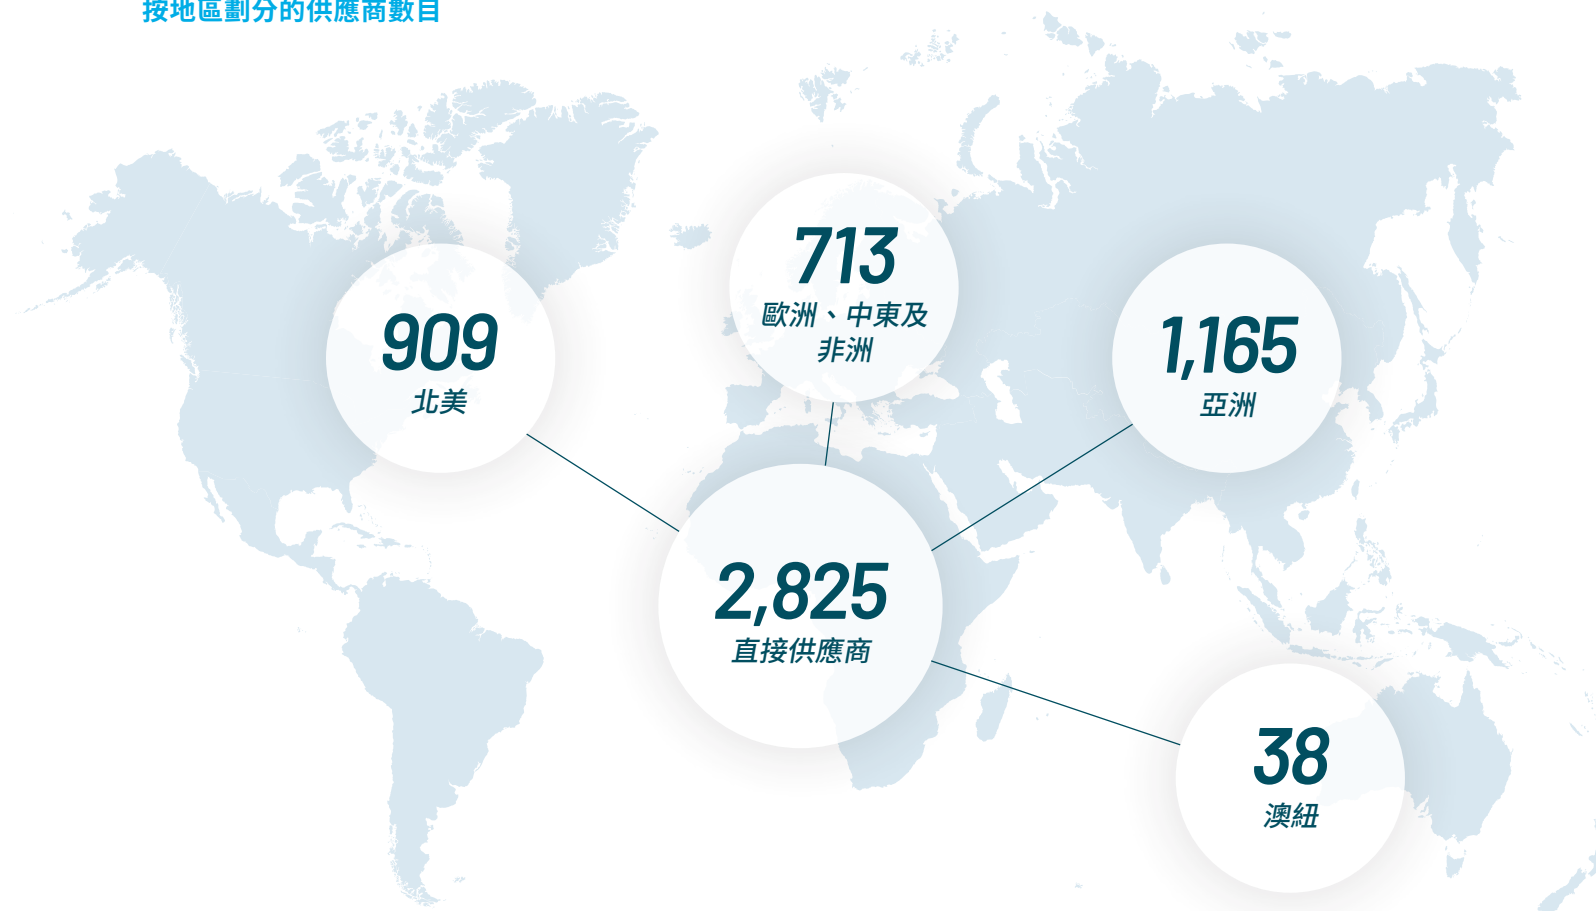 按地區劃分的供應商數目
713
歐洲、中東及
非洲
909
北美
1,165
亞洲
2,825
直接供應商
38
澳紐